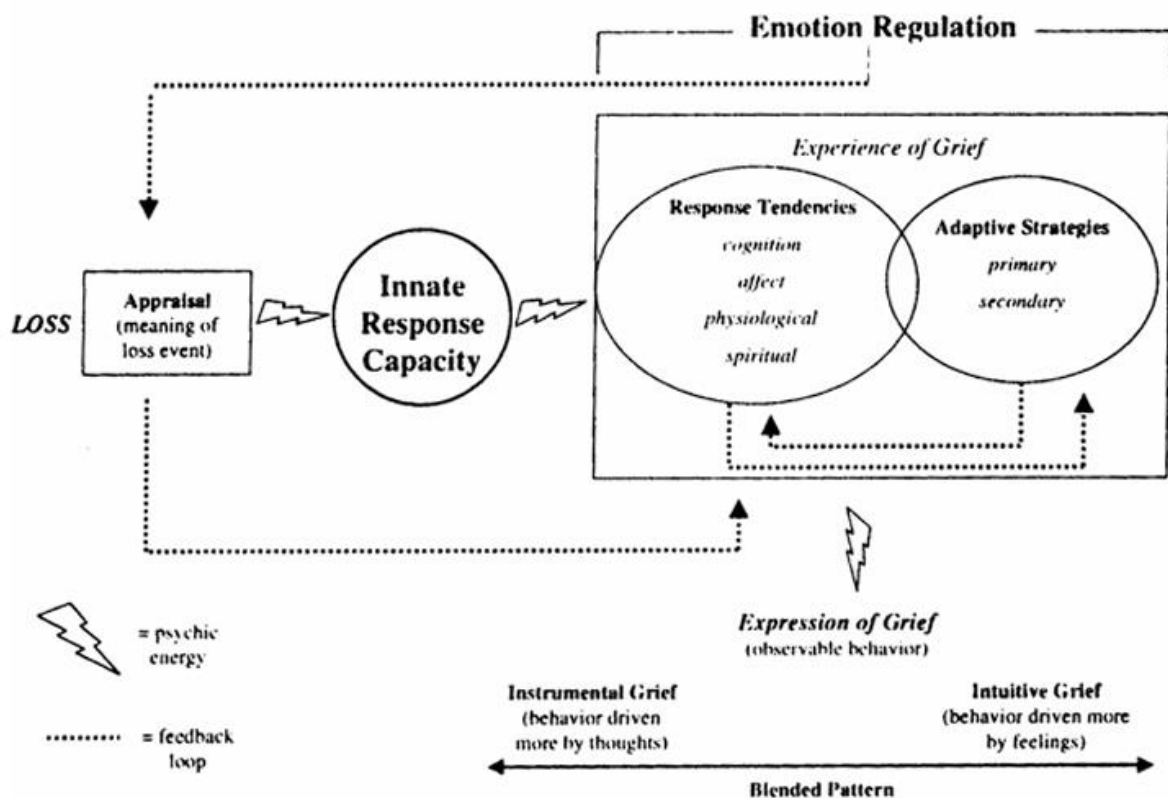 Emotion Regulation
Experience of Grief
Response Tendencies
cognition
affect
physiological
spiritual
Adaptive Strategies
primary
secondary
LOSS
Appraisal
(meaning of
loss event)
Innate
Response
Capacity
= psychic
energy
= feedback
loop
Expression of Grief
(observable behavior)
Instrumental Grief
(behavior driven
more by thoughts)
Intuitive Grief
(behavior driven more
by feelings)
Blended Pattern